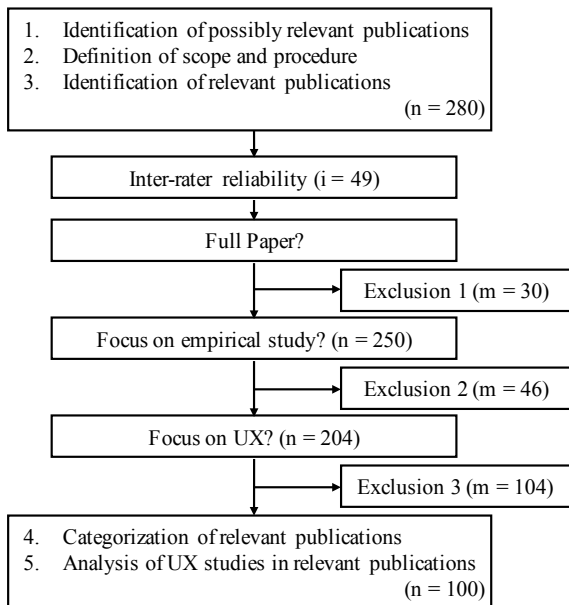 1. Identification of possibly relevant publications
2. Definition of scope and procedure
3. Identification of relevant publications
(n = 280)
Inter-rater reliability (i = 49)
Full Paper?
Exclusion 1 (m = 30)
Focus on empirical study? (n = 250)
Exclusion 2 (m = 46)
Focus on UX? (n = 204)
Exclusion 3 (m = 104)
4. Categorization of relevant publications
5. Analysis of UX studies in relevant publications
(n = 100)